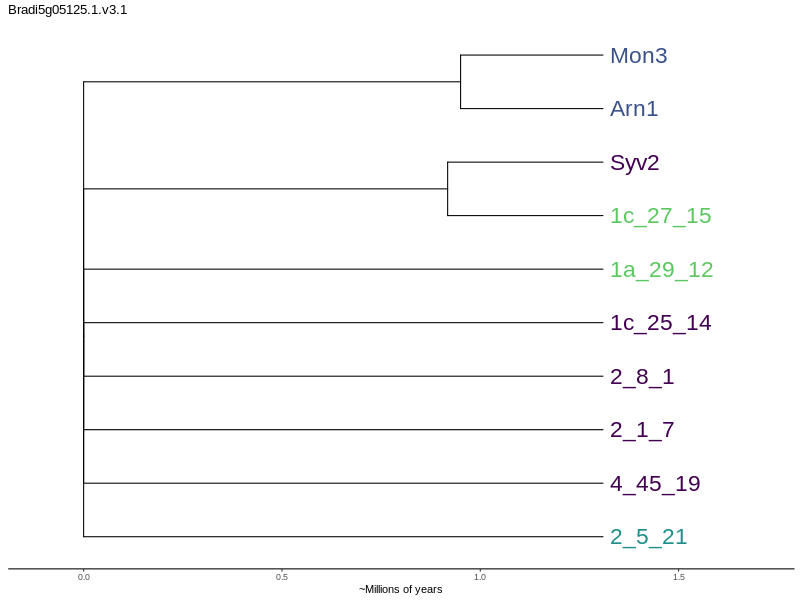 Bradi5g05125.1.v3.1
Mon3
Arn1
Syv2
1c_27_15
1a_29_12
1c_25_14
2_8_1
2_1_7
4_45_19
2_5_21
0.0 0.5 1.0 1.5
~Millions of years